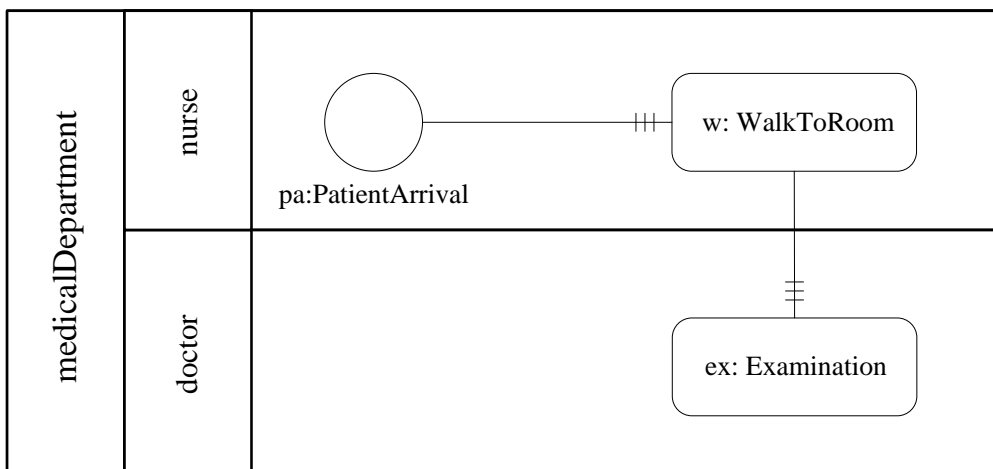 medicalDepartment
nurse
pa:PatientArrival
w: WalkToRoom
doctor
ex: Examination